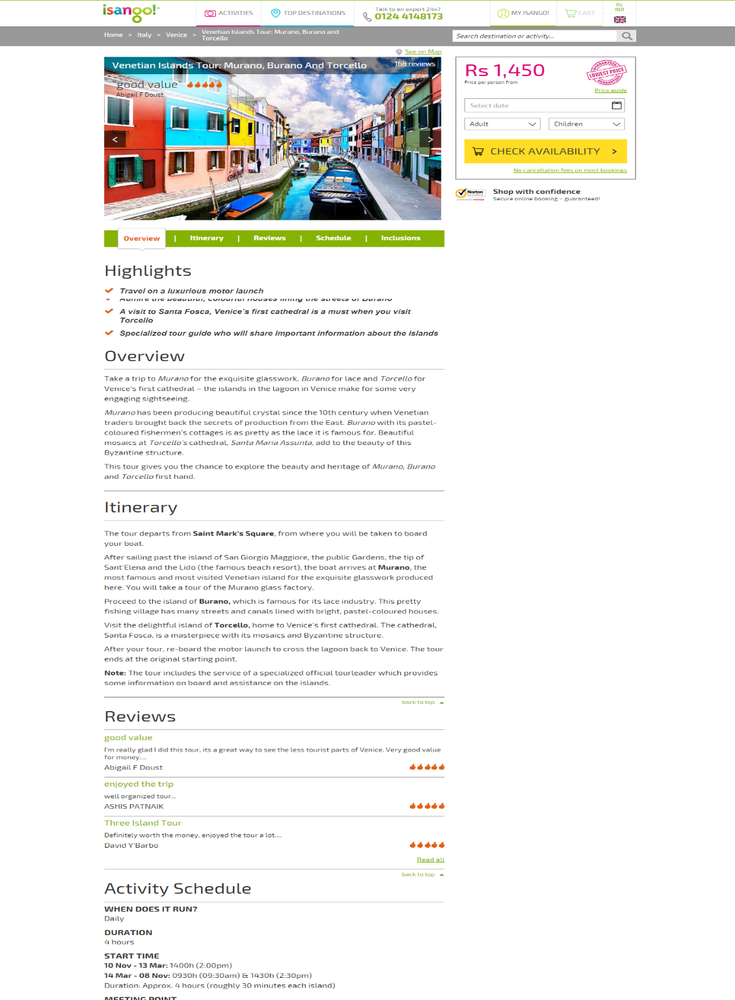 isango!™
ACTIVITIES
TOP DESTINATIONS
Talk to an expert 24x7
0124 4148173
MY ISANGO!
CART
Rs
INR
Home > Italy > Venice > Venetian Islands Tour: Murano, Burano and
Torcello
Search destination or activity...
See on Map
Venetian Islands Tour: Murano, Burano And Torcello
168 reviews
"good value"
Abigail F Doust
<
>
Rs 1,450
Price per person from
GUARANTEED
LOWEST PRICE
GUARANTEED
Price guide
Select date
Adult
Children
CHECK AVAILABILITY >
No cancellation fees on most bookings
Norton
SECURED
Shop with confidence
Secure online booking – guaranteed!
Overview | Itinerary | Reviews | Schedule | Inclusions
Highlights
Travel on a luxurious motor launch
Admire the beautiful, colourful houses lining the streets of Burano
A visit to Santa Fosca, Venice's first cathedral is a must when you visit
Torcello
Specialized tour guide who will share important information about the islands
Overview
Take a trip to Murano for the exquisite glasswork, Burano for lace and Torcello for
Venice's first cathedral – the islands in the lagoon in Venice make for some very
engaging sightseeing.
Murano has been producing beautiful crystal since the 10th century when Venetian
traders brought back the secrets of production from the East. Burano with its pastel-
coloured fishermen's cottages is as pretty as the lace it is famous for. Beautiful
mosaics at Torcello's cathedral, Santa Maria Assunta, add to the beauty of this
Byzantine structure.
This tour gives you the chance to explore the beauty and heritage of Murano, Burano
and Torcello first hand.
Itinerary
The tour departs from Saint Mark's Square, from where you will be taken to board
your boat.
After sailing past the island of San Giorgio Maggiore, the public Gardens, the tip of
Sant'Elena and the Lido (the famous beach resort), the boat arrives at Murano, the
most famous and most visited Venetian island for the exquisite glasswork produced
here. You will take a tour of the Murano glass factory.
Proceed to the island of Burano, which is famous for its lace industry. This pretty
fishing village has many streets and canals lined with bright, pastel-coloured houses.
Visit the delightful island of Torcello, home to Venice's first cathedral. The cathedral,
Santa Fosca, is a masterpiece with its mosaics and Byzantine structure.
After your tour, re-board the motor launch to cross the lagoon back to Venice. The tour
ends at the original starting point.
Note: The tour includes the service of a specialized official tourleader which provides
some information on board and assistance on the islands.
back to top
Reviews
good value
I'm really glad I did this tour, its a great way to see the less tourist parts of Venice. Very good value
for money....
Abigail F Doust
enjoyed the trip
well organized tour...
ASHIS PATNAIK
Three Island Tour
Definitely worth the money, enjoyed the tour a lot....
David Y'Barbo
Read all
back to top
Activity Schedule
WHEN DOES IT RUN?
Daily
DURATION
4 hours
START TIME
10 Nov - 13 Mar: 1400h (2:00pm)
14 Mar - 08 Nov: 0930h (09:30am) & 1430h (2:30pm)
Duration: Approx. 4 hours (roughly 30 minutes each island)
MEETING POINT